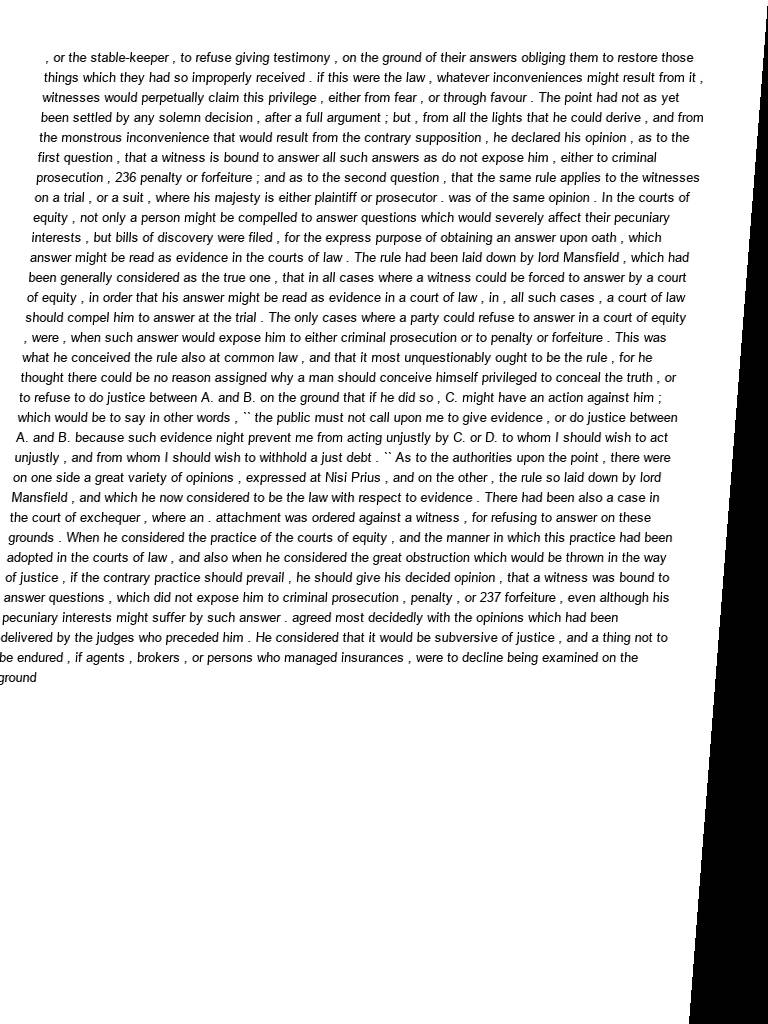 , or the stable-keeper , to refuse giving testimony , on the ground of their answers obliging them to restore those
things which they had so improperly received . if this were the law , whatever inconveniences might result from it ,
witnesses would perpetually claim this privilege , either from fear , or through favour . The point had not as yet
been settled by any solemn decision , after a full argument ; but , from all the lights that he could derive , and from
the monstrous inconvenience that would result from the contrary supposition , he declared his opinion , as to the
first question , that a witness is bound to answer all such answers as do not expose him , either to criminal
prosecution , 236 penalty or forfeiture ; and as to the second question , that the same rule applies to the witnesses
on a trial , or a suit , where his majesty is either plaintiff or prosecutor . was of the same opinion . In the courts of
equity , not only a person might be compelled to answer questions which would severely affect their pecuniary
interests , but bills of discovery were filed , for the express purpose of obtaining an answer upon oath , which
answer might be read as evidence in the courts of law . The rule had been laid down by lord Mansfield , which had
been generally considered as the true one , that in all cases where a witness could be forced to answer by a court
of equity , in order that his answer might be read as evidence in a court of law , in , all such cases , a court of law
should compel him to answer at the trial . The only cases where a party could refuse to answer in a court of equity
, were , when such answer would expose him to either criminal prosecution or to penalty or forfeiture . This was
what he conceived the rule also at common law , and that it most unquestionably ought to be the rule , for he
thought there could be no reason assigned why a man should conceive himself privileged to conceal the truth , or
to refuse to do justice between A. and B. on the ground that if he did so , C. might have an action against him ;
which would be to say in other words , `` the public must not call upon me to give evidence , or do justice between
A. and B. because such evidence night prevent me from acting unjustly by C. or D. to whom I should wish to act
unjustly , and from whom I should wish to withhold a just debt . `` As to the authorities upon the point , there were
on one side a great variety of opinions , expressed at Nisi Prius , and on the other , the rule so laid down by lord
Mansfield , and which he now considered to be the law with respect to evidence . There had been also a case in
the court of exchequer , where an . attachment was ordered against a witness , for refusing to answer on these
grounds . When he considered the practice of the courts of equity , and the manner in which this practice had been
adopted in the courts of law , and also when he considered the great obstruction which would be thrown in the way
of justice , if the contrary practice should prevail , he should give his decided opinion , that a witness was bound to
answer questions , which did not expose him to criminal prosecution , penalty , or 237 forfeiture , even although his
pecuniary interests might suffer by such answer . agreed most decidedly with the opinions which had been
delivered by the judges who preceded him . He considered that it would be subversive of justice , and a thing not to
be endured , if agents , brokers , or persons who managed insurances , were to decline being examined on the
ground